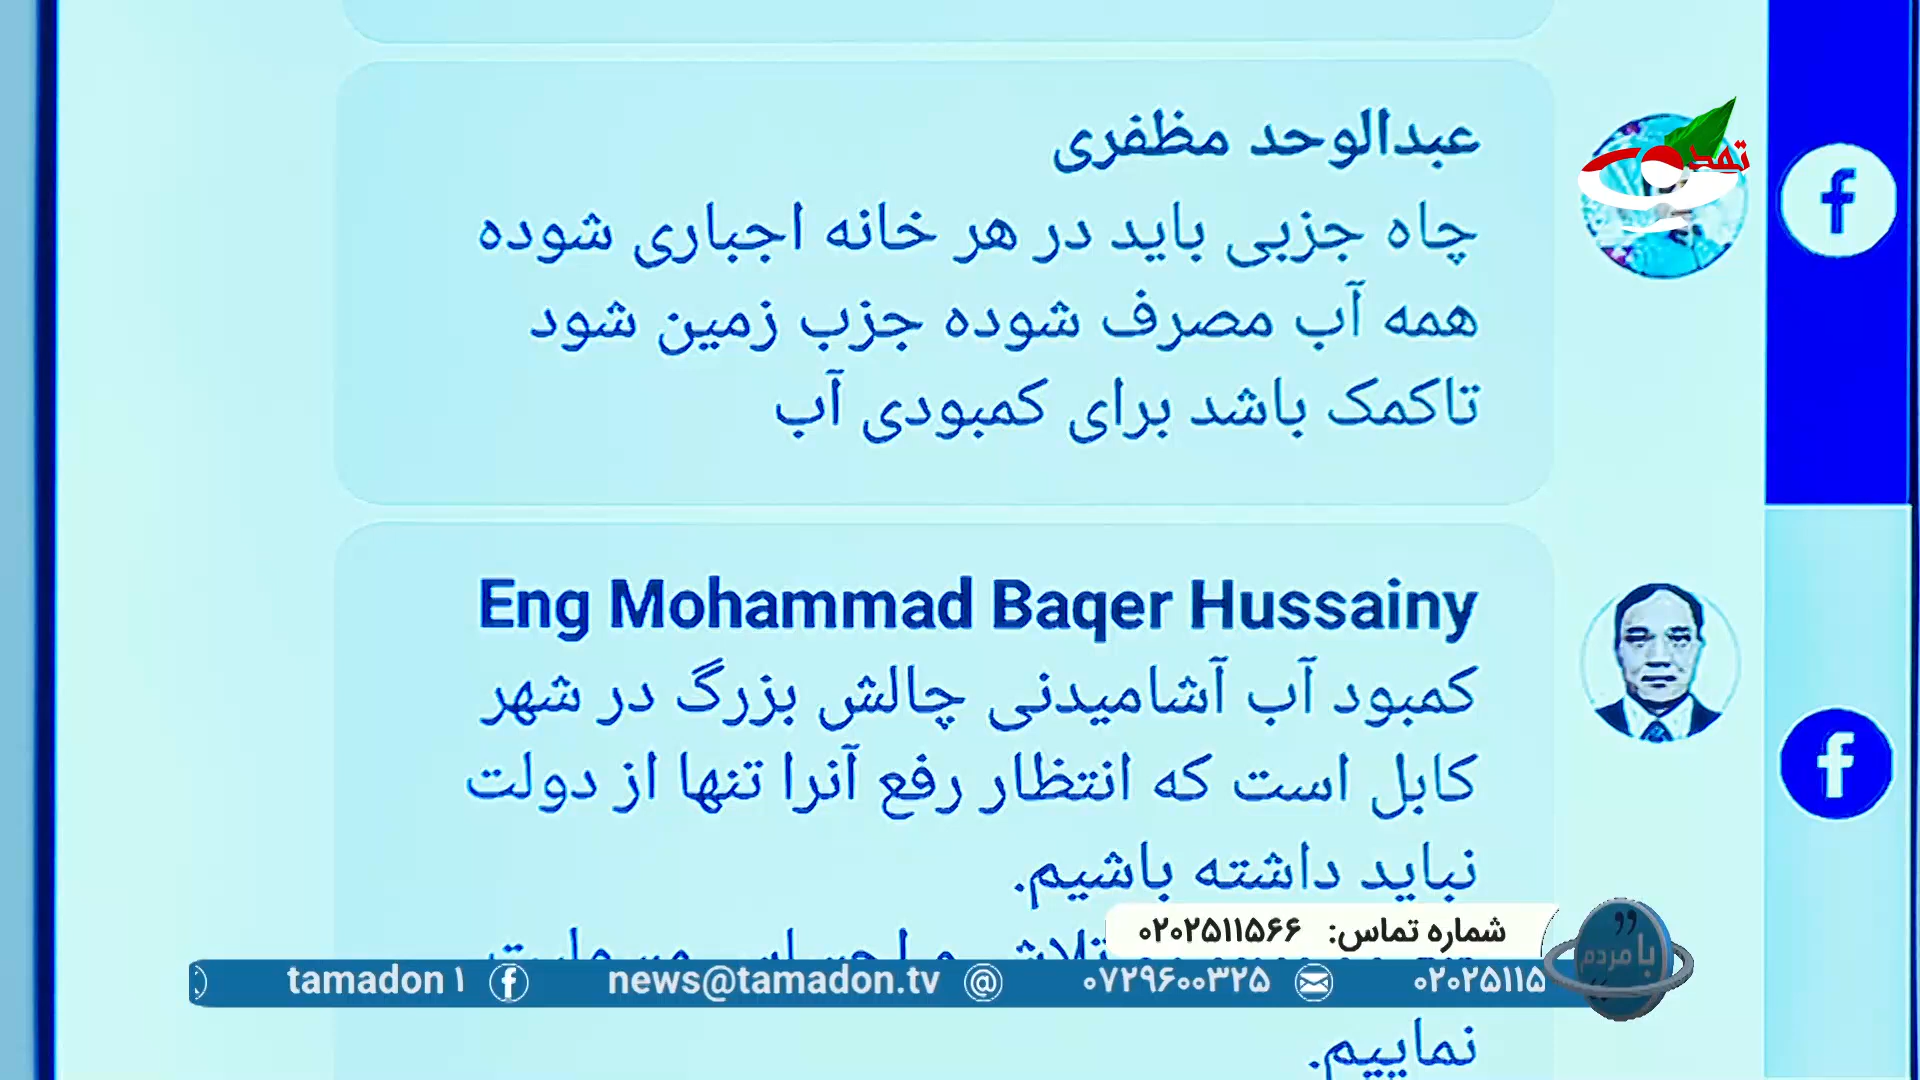 عبدالوحد مظفری
چاه جزبی باید در هر خانه اجباری شوده
همه آب مصرف شوده جزب زمین شود
تاکمک باشد برای کمبودی آب
تمدن
Eng Mohammad Baqer Hussainy
کمبود آب آشامیدنی چالش بزرگ در شهر
کابل است که انتظار رفع آنرا تنها از دولت
نباید داشته باشیم.
نماییم.
شماره تماس: ۰۲۰۲۵۱۱۵۶۶
با مردم
۰۲۰۲۵۱۱۵ ۰۷۲۹۶۰۰۳۲۵ news@tamadon.tv tamadon ۱